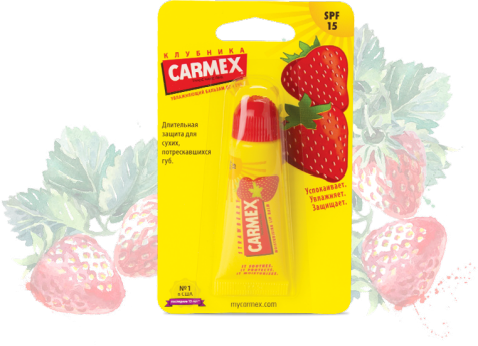 SPF
15
КЛУБНИКА
CARMEX
УВЛАЖНЯЮЩИЙ БАЛЬЗАМ ДЛЯ ГУБ
Длительная
защита для
сухих,
потрескавшихся
губ.
Успокаивает.
Увлажняет.
Защищает.
STRAWBERRY
CARMEX
№1
В США
mycarmex.com